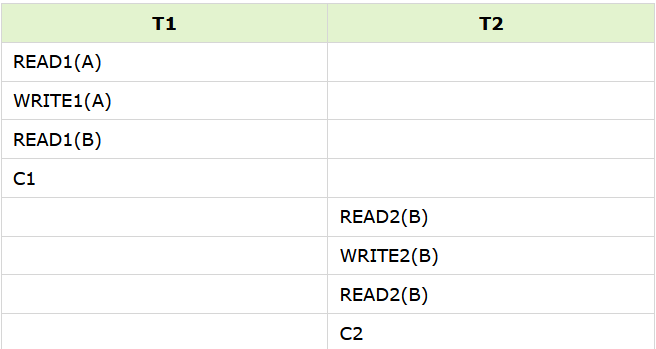 T1 T2
READ1(A)
WRITE1(A)
READ1(B)
C1
READ2(B)
WRITE2(B)
READ2(B)
C2